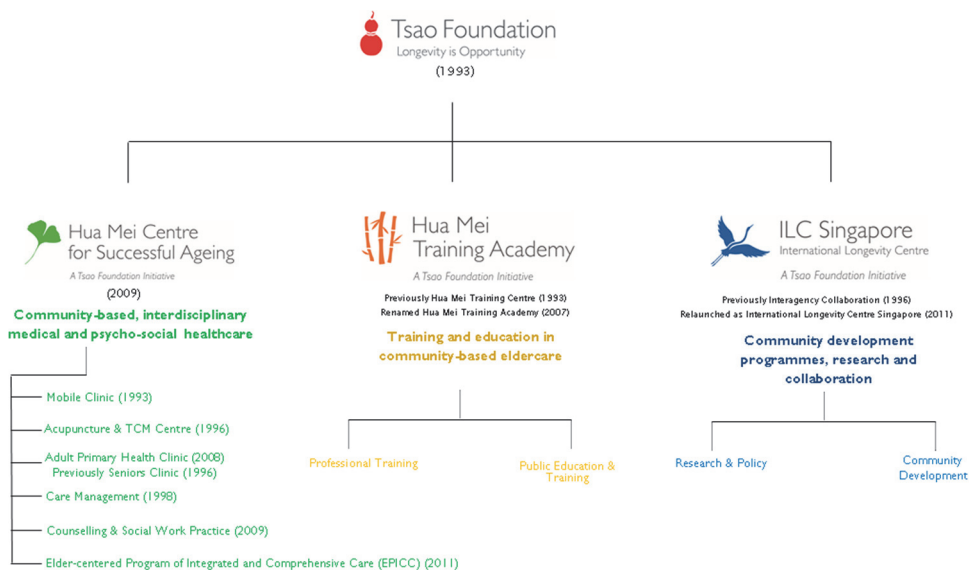 Tsao Foundation
Longevity is Opportunity
(1993)
Hua Mei Centre
for Successful Ageing
A Tsao Foundation Initiative
(2009)
Community-based, interdisciplinary
medical and psycho-social healthcare
Mobile Clinic (1993)
Acupuncture & TCM Centre (1996)
Adult Primary Health Clinic (2008)
Previously Seniors Clinic (1996)
Care Management (1998)
Counselling & Social Work Practice (2009)
Elder-centered Program of Integrated and Comprehensive Care (EPICC) (2011)
Hua Mei
Training Academy
A Tsao Foundation Initiative
Previously Hua Mei Training Centre (1993)
Renamed Hua Mei Training Academy (2007)
Training and education in
community-based eldercare
Professional Training
Public Education &
Training
ILC Singapore
International Longevity Centre
A Tsao Foundation Initiative
Previously Interagency Collaboration (1996)
Relaunched as International Longevity Centre Singapore (2011)
Community development
programmes, research and
collaboration
Research & Policy
Community
Development